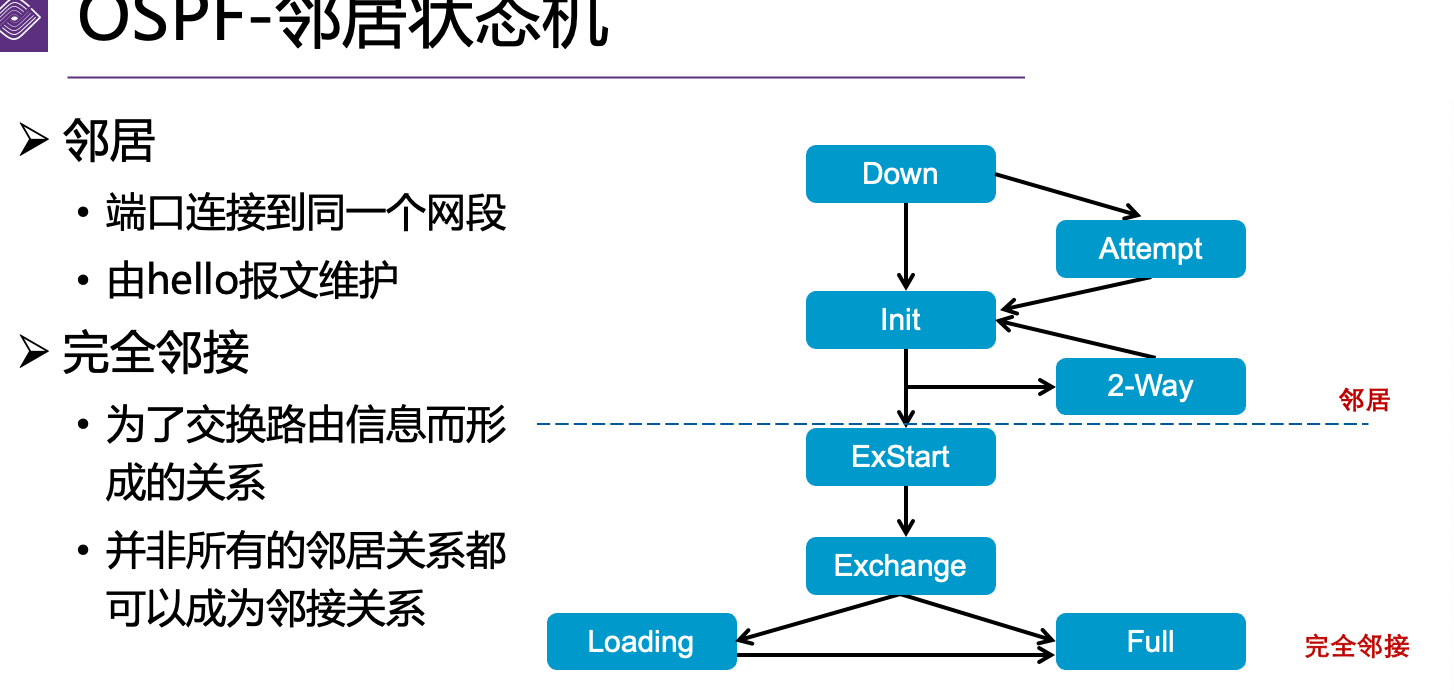 OSPF-邻居状态机
➢ 邻居
• 端口连接到同一个网段
• 由hello报文维护
➢ 完全邻接
• 为了交换路由信息而形
成的关系
• 并非所有的邻居关系都
可以成为邻接关系
Down
Attempt
Init
2-Way
邻居
ExStart
Exchange
Loading
Full
完全邻接